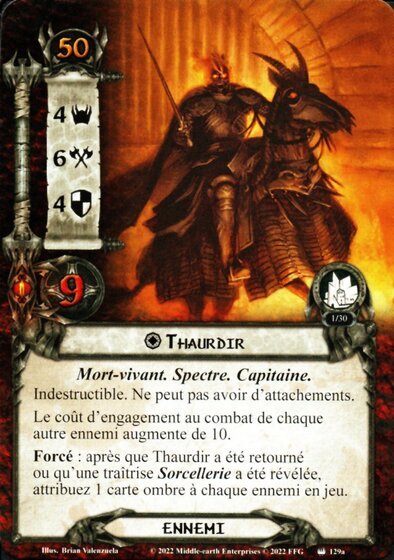 50
4
6
4
9
1/30
Thaurdir
Mort-vivant. Spectre. Capitaine.
Indestructible. Ne peut pas avoir d'attachements.
Le coût d'engagement au combat de chaque
autre ennemi augmente de 10.
Forcé : après que Thaurdir a été retourné
ou qu'une traîtrise Sorcellerie a été révélée,
attribuez 1 carte ombre à chaque ennemi en jeu.
ENNEMI
Illus. Brian Valenzuela © 2022 Middle-earth Enterprises © 2022 FFG 129a